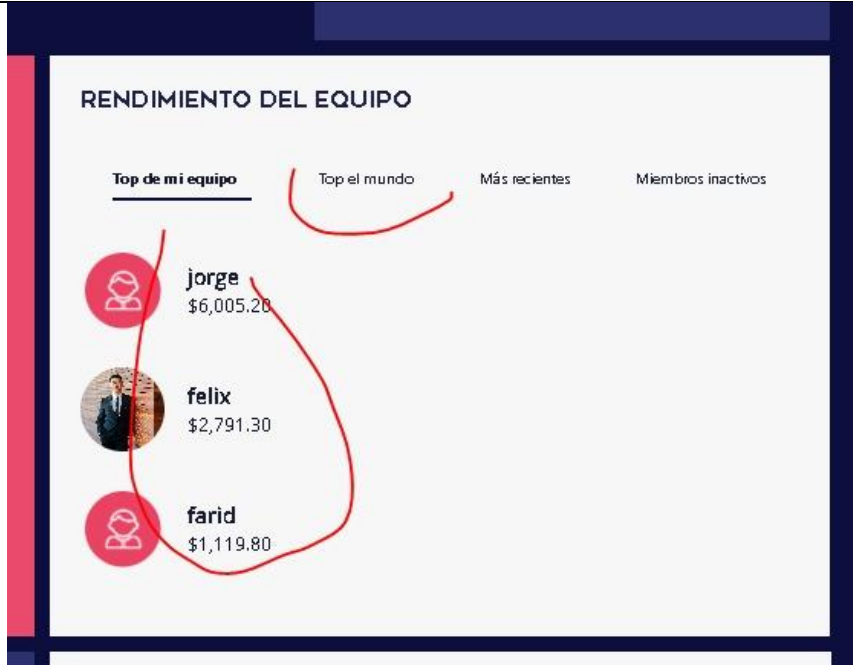 RENDIMIENTO DEL EQUIPO
Top de mi equipo Top el mundo Más recientes Miembros inactivos
jorge
$6,005.20
felix
$2,791.30
farid
$1,119.80